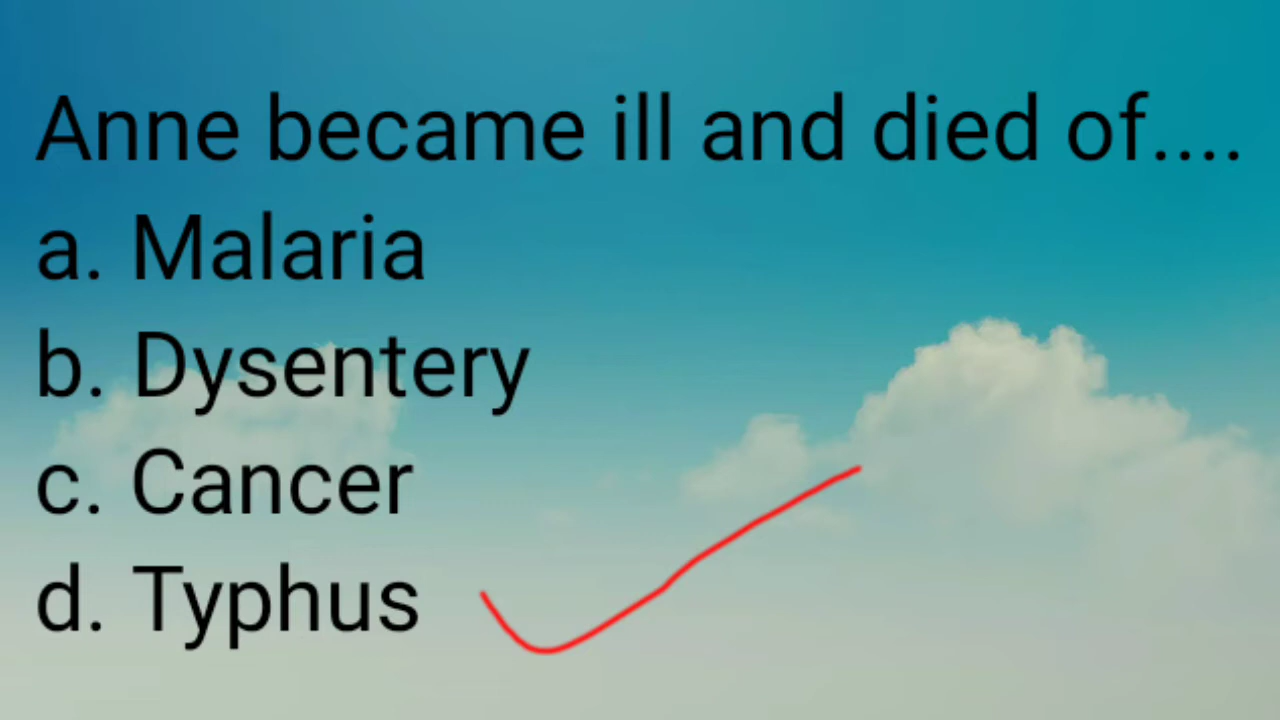 Anne became ill and died of....
a. Malaria
b. Dysentery
c. Cancer
d. Typhus